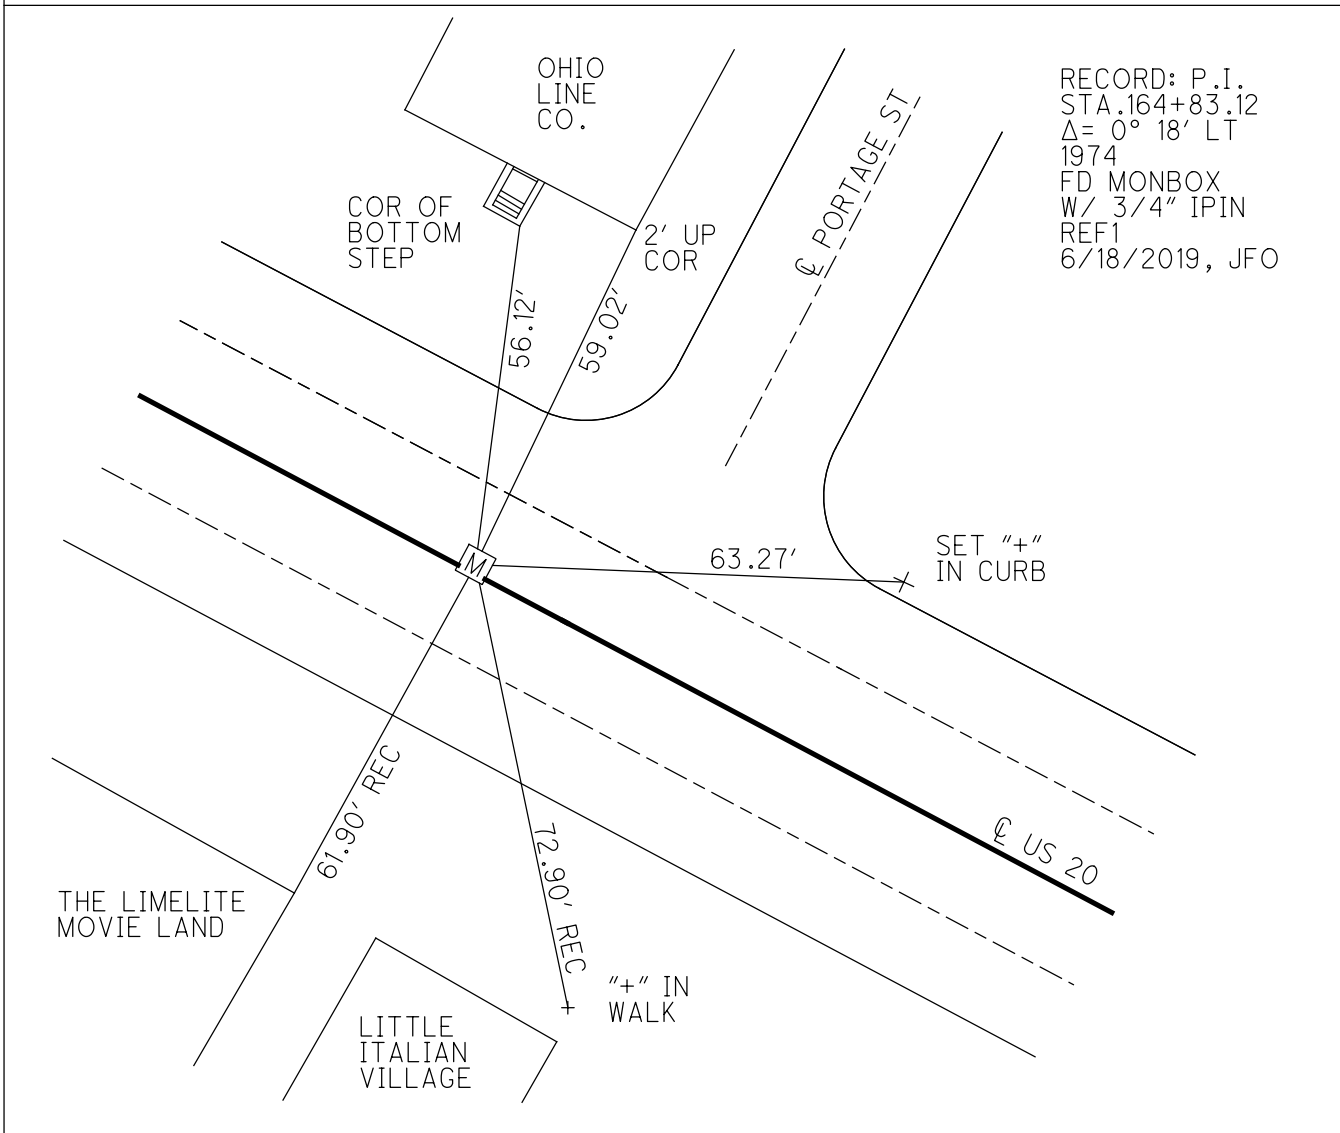 OHIO
LINE
CO.
RECORD: P.I.
STA.164+83.12
Δ= 0° 18' LT
1974
FD MONBOX
W/ 3/4" IPIN
REF1
6/18/2019, JFO
℄ PORTAGE ST
COR OF
BOTTOM
STEP
2' UP
COR
56.12'
59.02'
63.27'
SET "+"
IN CURB
M
61.90' REC
72.90' REC
℄ US 20
THE LIMELITE
MOVIE LAND
"+" IN
WALK
LITTLE
ITALIAN
VILLAGE